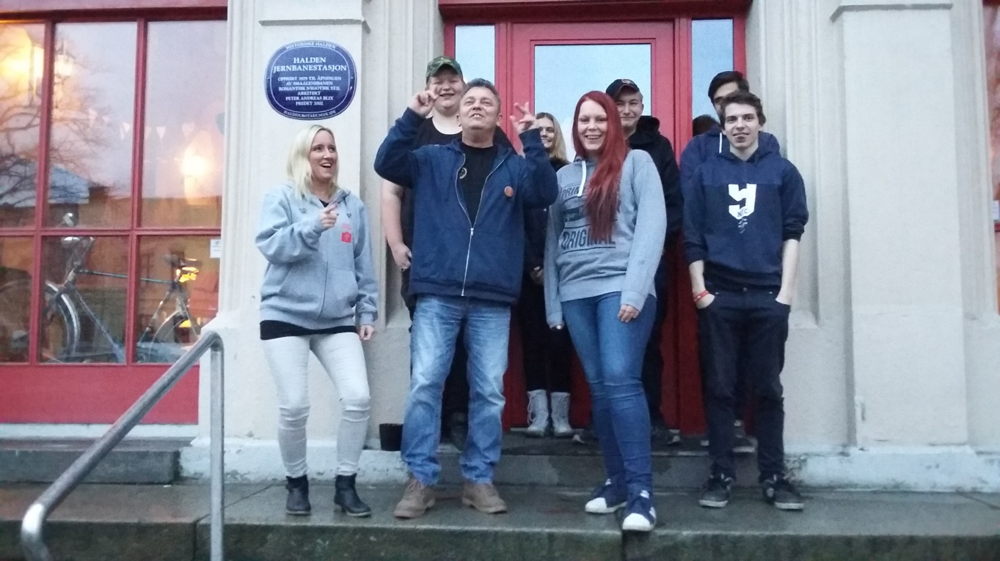 HISTORISKE HALDEN
HALDEN
JERNBANESTASJON
OPPFØRT 1879 TIL ÅPNINGEN
AV SMAALENSBANEN
ROMANTISK NYGOTISK STIL
ARKITEKT
PETER ANDREAS BLIX
FREDET 2002
ORIGINAL